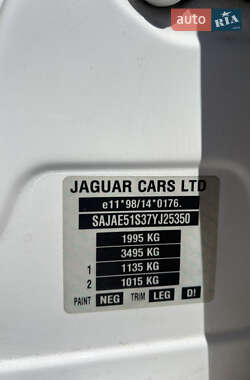 auto RIA
JAGUAR CARS LTD
e11*98/14*0176.
SAJAE51S37YJ25350
1995 KG
3495 KG
1 1135 KG
2 1015 KG
PAINT NEG TRIM LEG D!